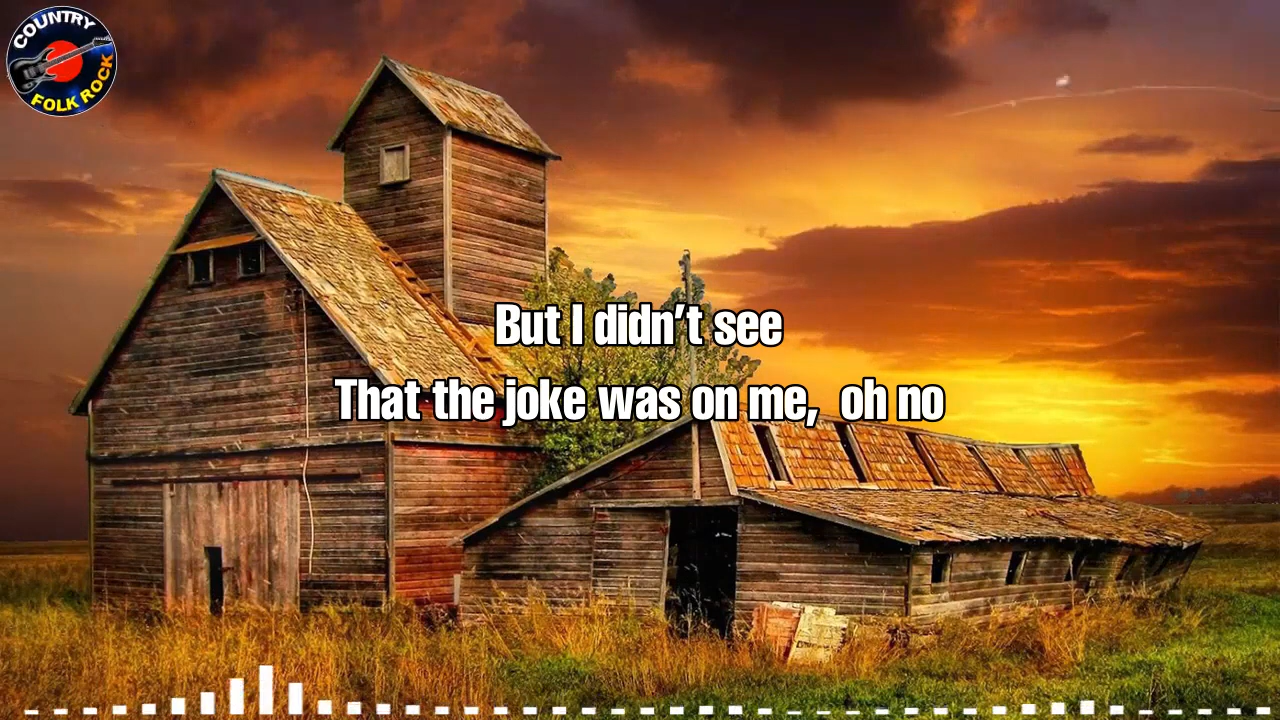 COUNTRY
FOLK ROCK
But I didn't see
That the joke was on me, oh no